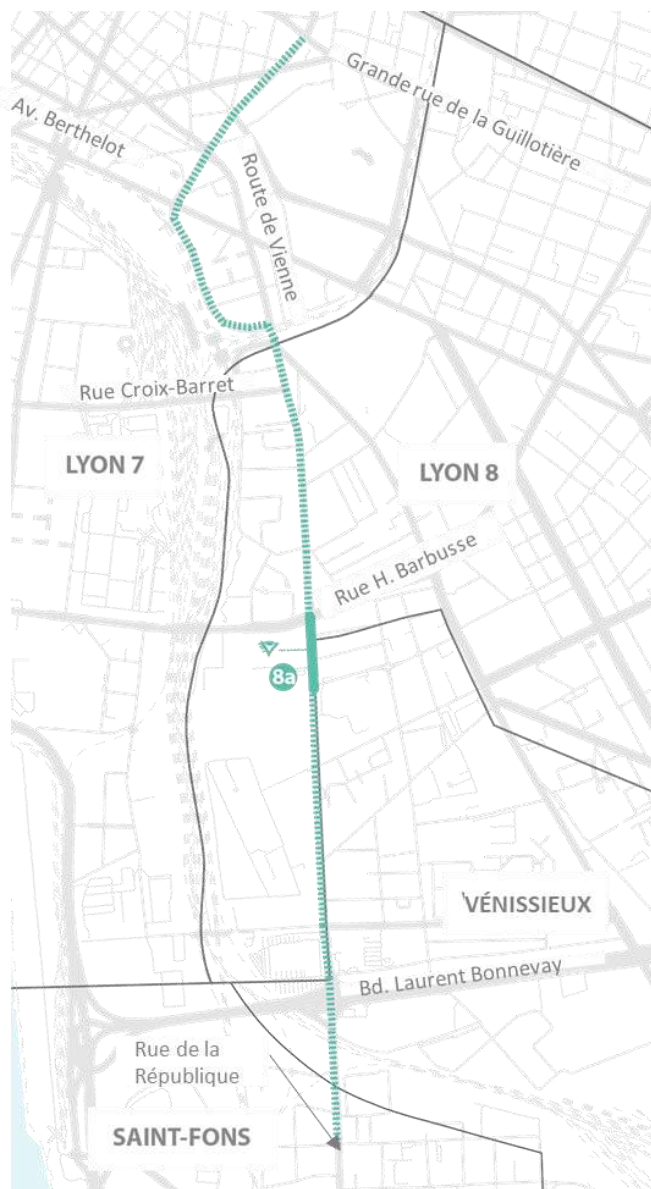 Grande rue de la Guillotière
Av. Berthelot
Route de Vienne
Rue Croix-Barret
LYON 7
LYON 8
Rue H. Barbusse
8a
VÉNISSIEUX
Bd. Laurent Bonnevay
Rue de la
République
SAINT-FONS